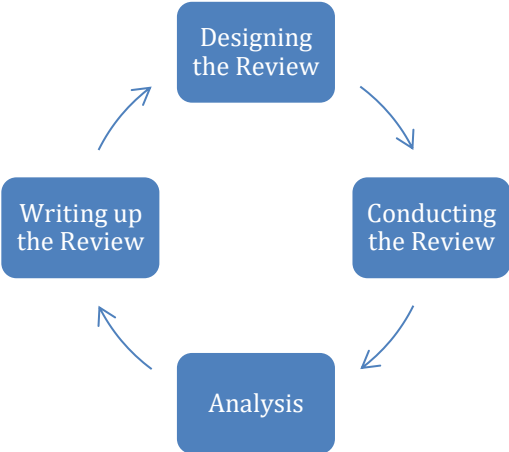 Designing
the Review
Conducting
the Review
Analysis
Writing up
the Review